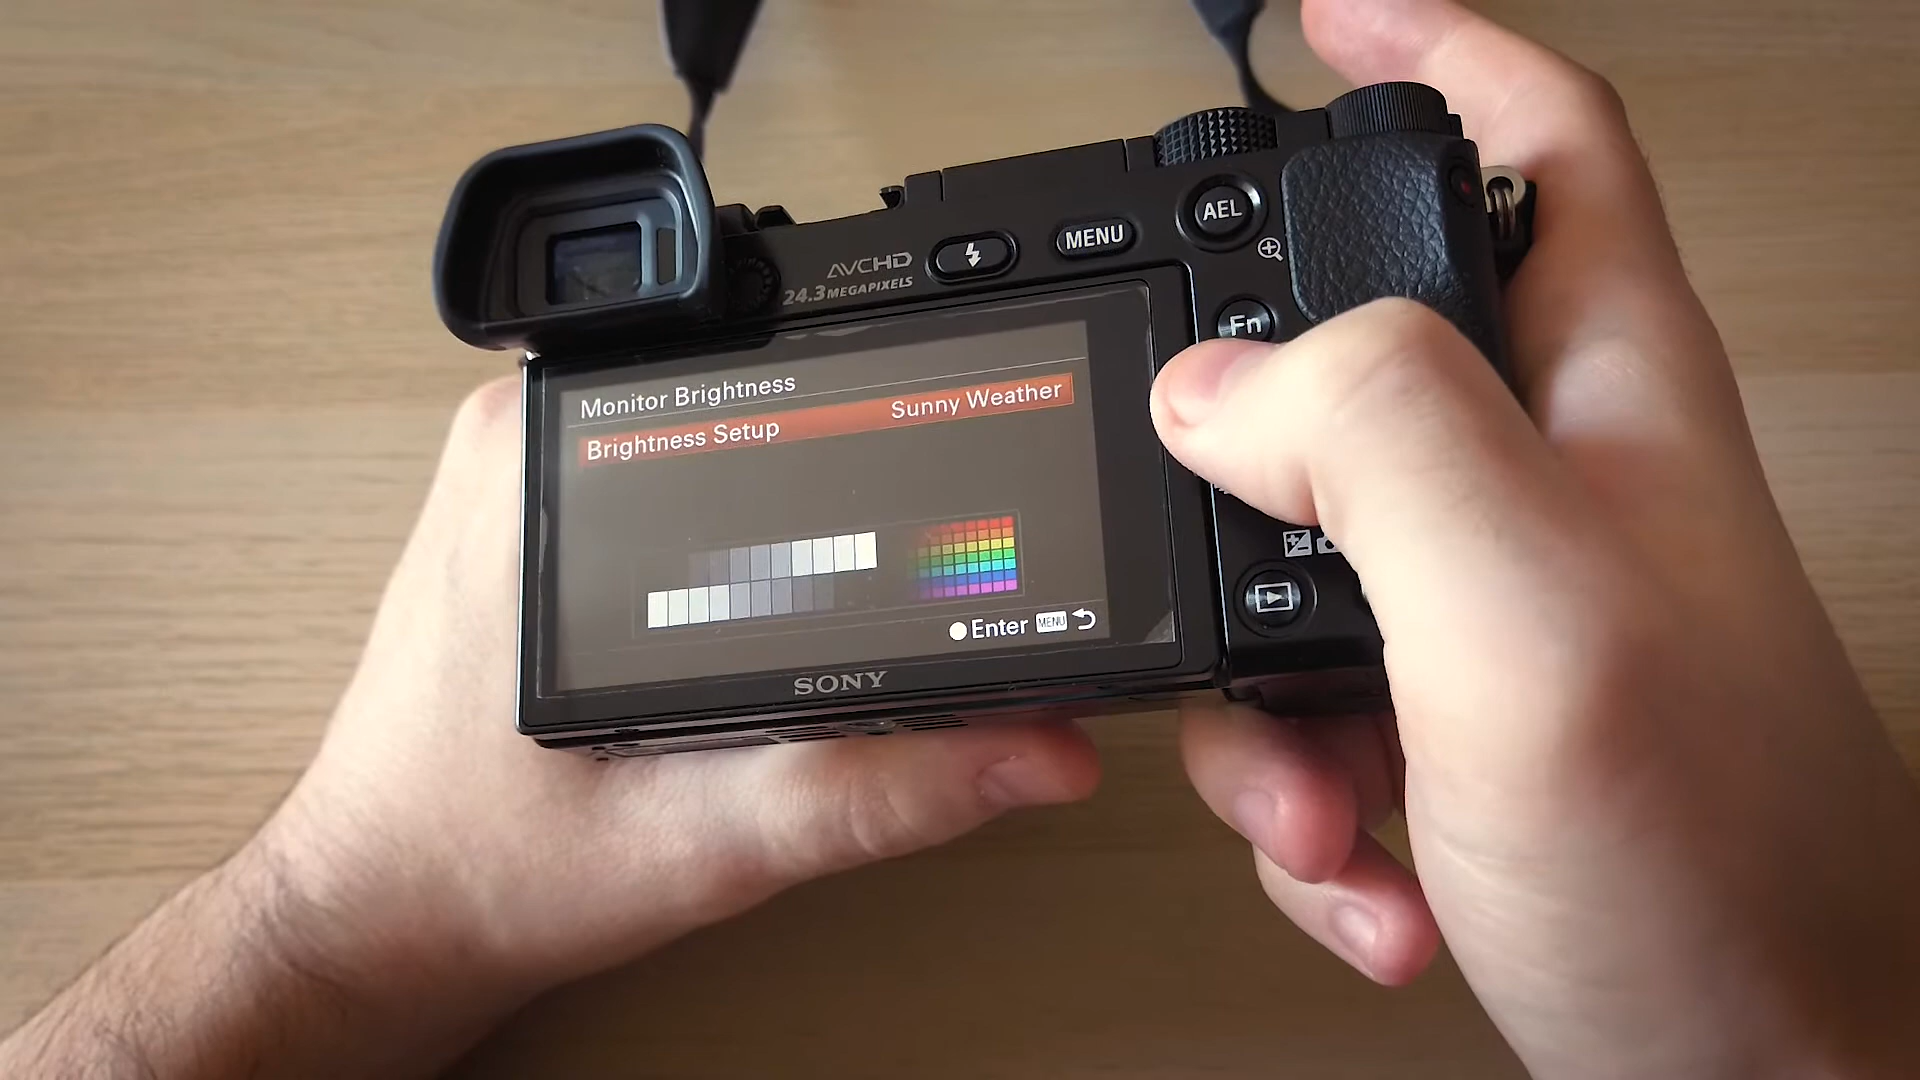 AEL
MENU
AVCHD
24.3 MEGAPIXELS
Fn
Monitor Brightness
Brightness Setup Sunny Weather
Enter MENU
SONY